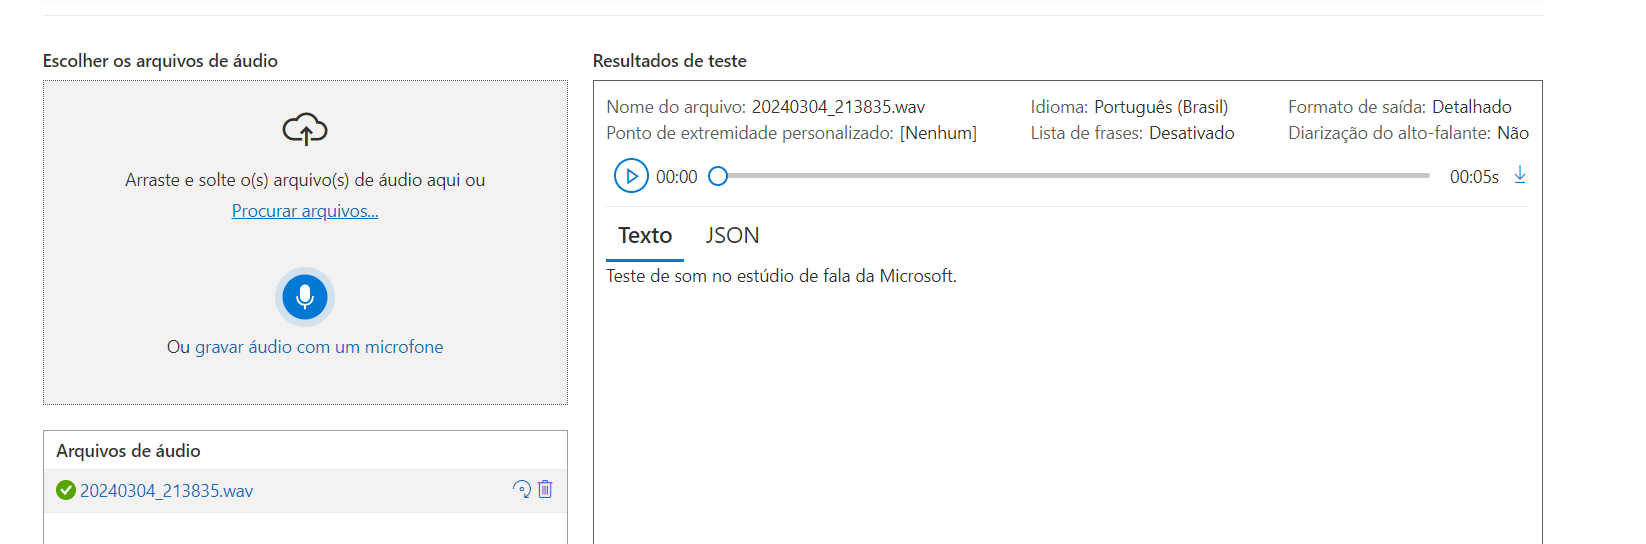 Escolher os arquivos de áudio
Arraste e solte o(s) arquivo(s) de áudio aqui ou
Procurar arquivos...
Ou gravar áudio com um microfone
Arquivos de áudio
20240304_213835.wav
Resultados de teste
Nome do arquivo: 20240304_213835.wav Idioma: Português (Brasil) Formato de saída: Detalhado
Ponto de extremidade personalizado: [Nenhum] Lista de frases: Desativado Diarização do alto-falante: Não
00:00 00:05s
Texto JSON
Teste de som no estúdio de fala da Microsoft.